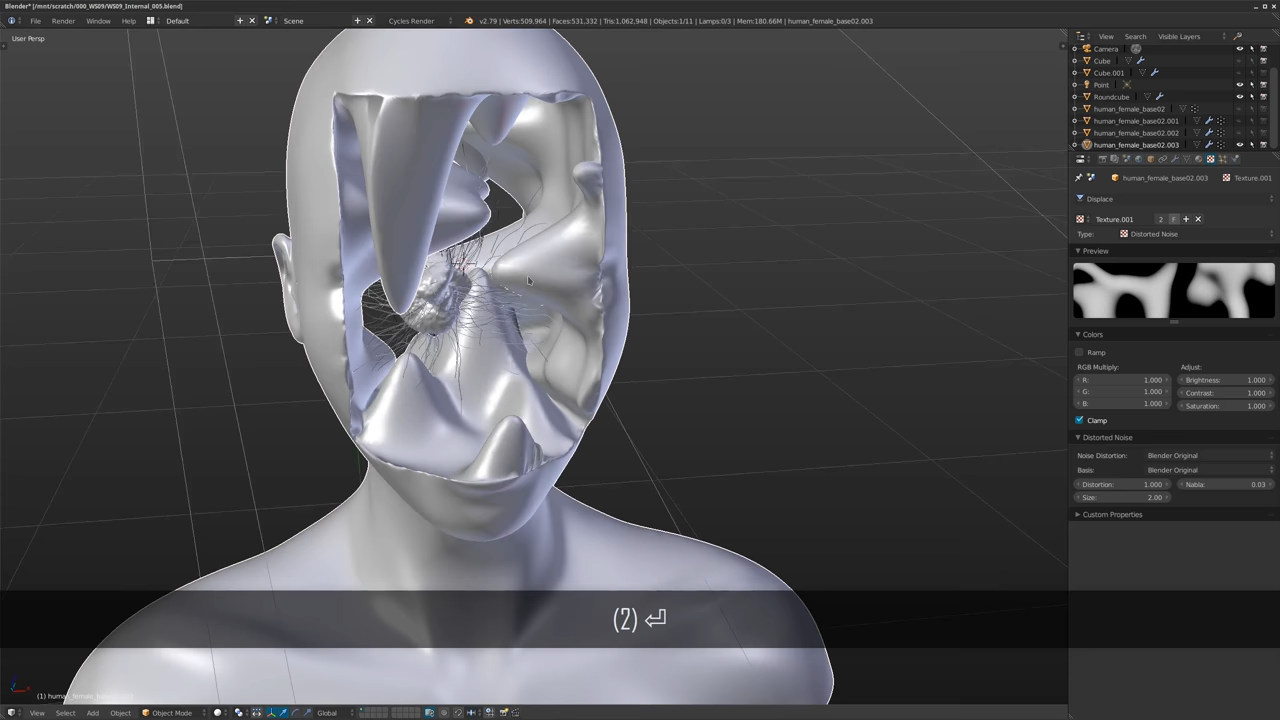 Blender* [/mnt/scratch/000_WS09/WS09_Internal_005.blend]
File Render Window Help Default Scene Cycles Render v2.79 | Verts:509,964 | Faces:531,332 | Tris:1,062,948 | Objects:1/11 | Lamps:0/3 | Mem:180.66M | human_female_base02.003
User Persp
View Search Visible Layers
Camera
Cube
Cube.001
Point
Roundcube
human_female_base02
human_female_base02.001
human_female_base02.002
human_female_base02.003
human_female_base02.003 Texture.001
Displace
Texture.001 2 F
Type: Distorted Noise
Preview
Colors
Ramp
RGB Multiply: Adjust:
R: 1.000 Brightness: 1.000
G: 1.000 Contrast: 1.000
B: 1.000 Saturation: 1.000
Clamp
Distorted Noise
Noise Distortion: Blender Original
Basis: Blender Original
Distortion: 1.000 Nabla: 0.03
Size: 2.00
Custom Properties
(2) ⏎
View Select Add Object Object Mode Global